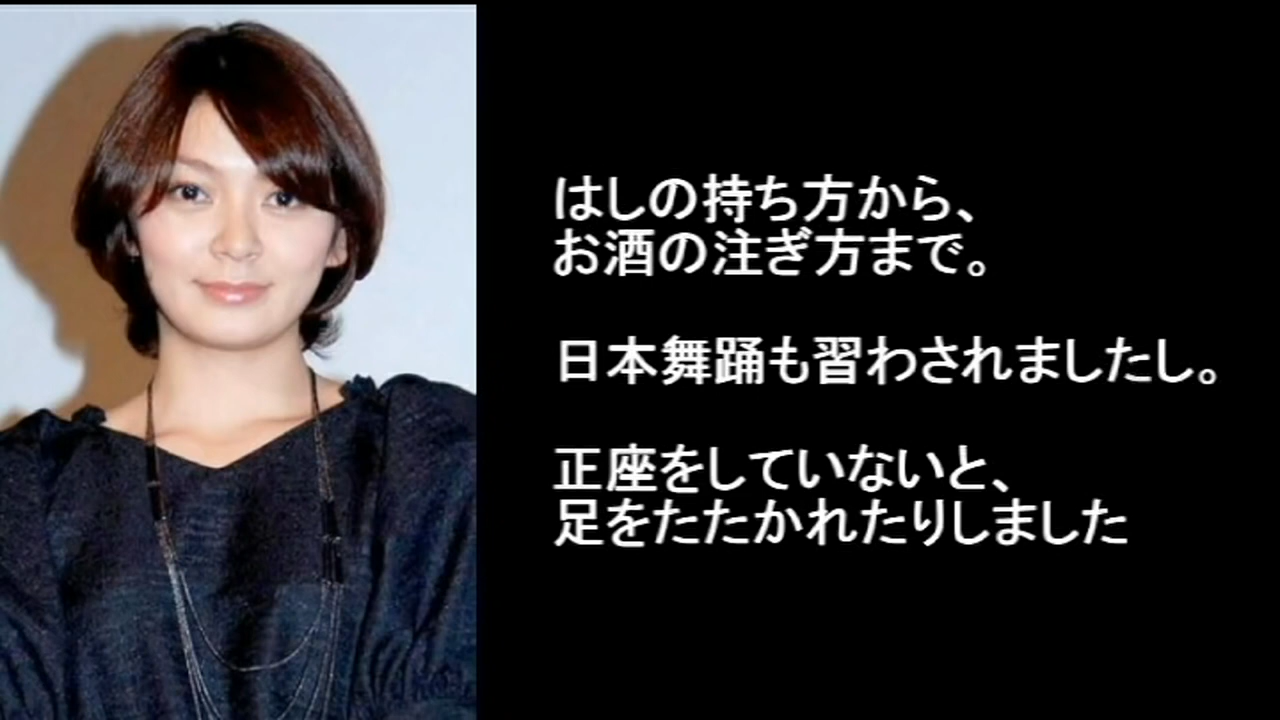 はしの持ち方から、
お酒の注ぎ方まで。
日本舞踊も習わされましたし。
正座をしていないと、
足をたたかれたりしました